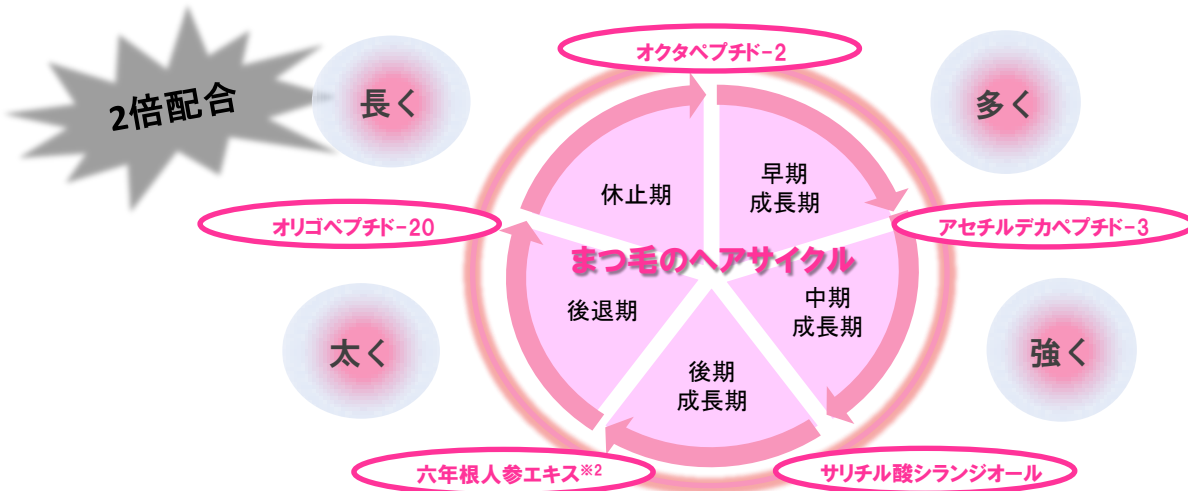 オクタペプチド-2
2倍配合
長く
多く
休止期
早期
成長期
オリゴペプチド-20
アセチルデカペプチド-3
まつ毛のヘアサイクル
後退期
中期
成長期
太く
強く
後期
成長期
六年根人参エキス※2
サリチル酸シランジオール